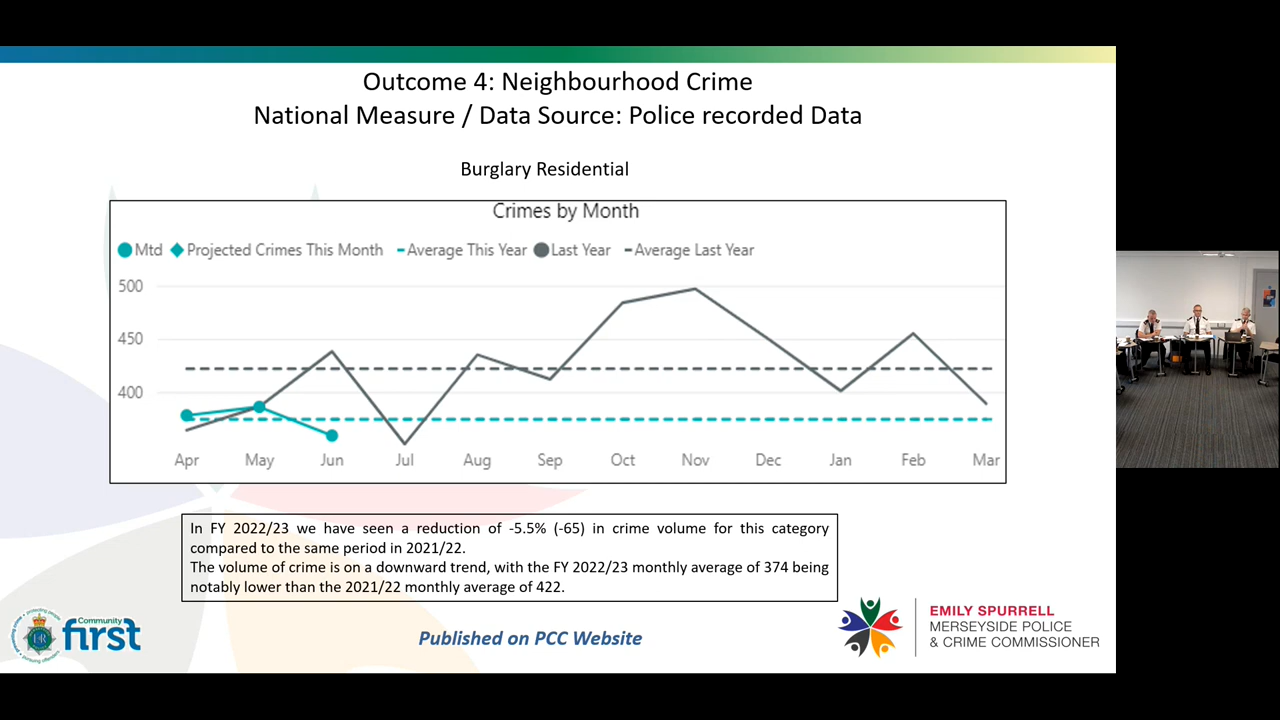 Outcome 4: Neighbourhood Crime
National Measure / Data Source: Police recorded Data
Burglary Residential
Crimes by Month
Mtd Projected Crimes This Month Average This Year Last Year Average Last Year
500
450
400
Apr May Jun Jul Aug Sep Oct Nov Dec Jan Feb Mar
In FY 2022/23 we have seen a reduction of -5.5% (-65) in crime volume for this category
compared to the same period in 2021/22.
The volume of crime is on a downward trend, with the FY 2022/23 monthly average of 374 being
notably lower than the 2021/22 monthly average of 422.
Community
first
Published on PCC Website
EMILY SPURRELL
MERSEYSIDE POLICE
& CRIME COMMISSIONER